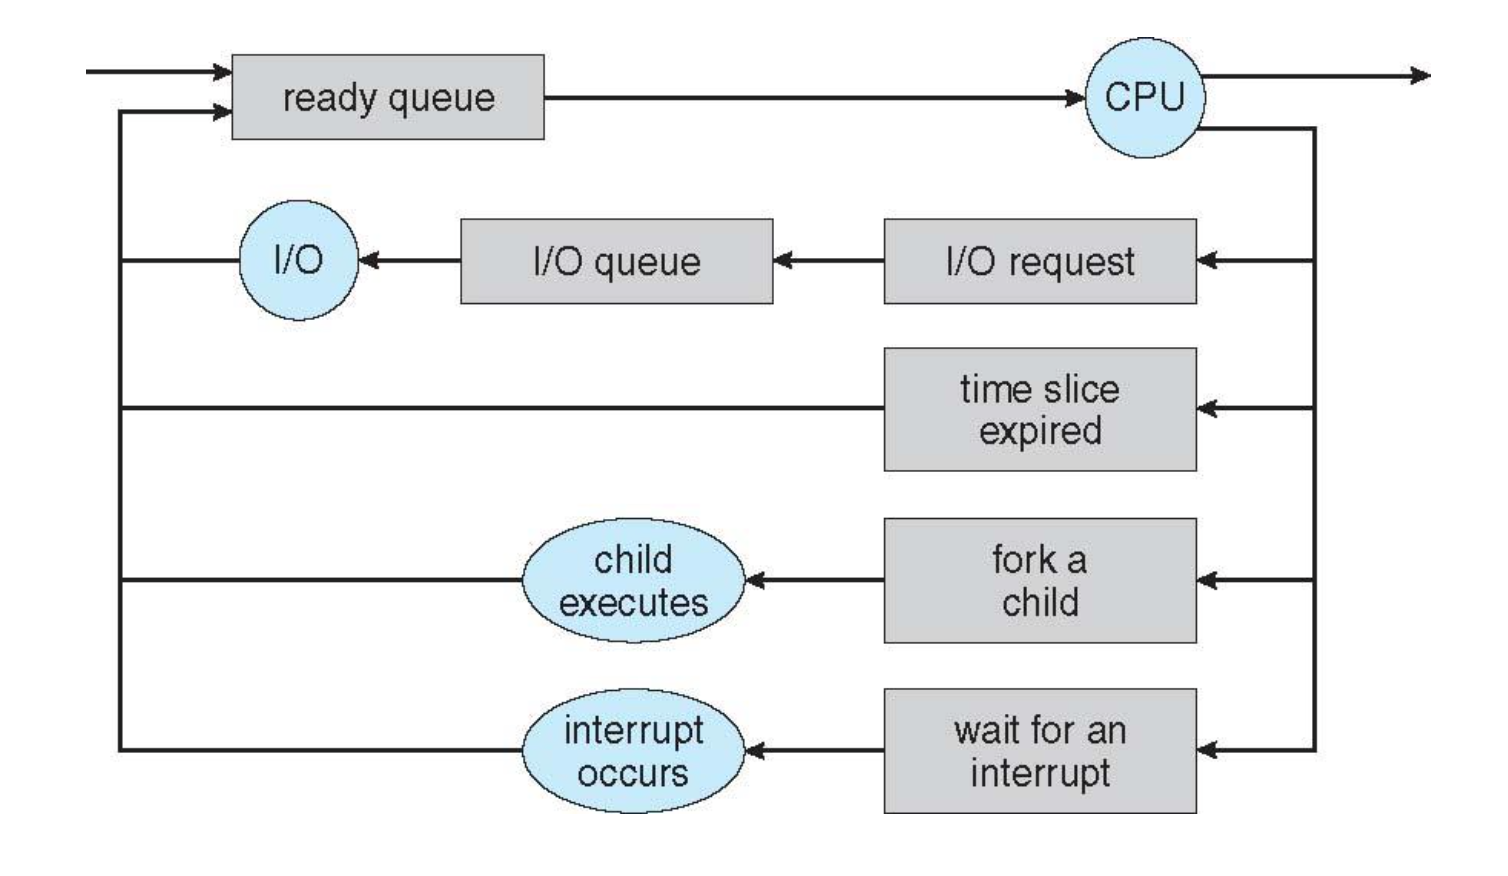 ready queue
CPU
I/O
I/O queue
I/O request
time slice
expired
child
executes
fork a
child
interrupt
occurs
wait for an
interrupt